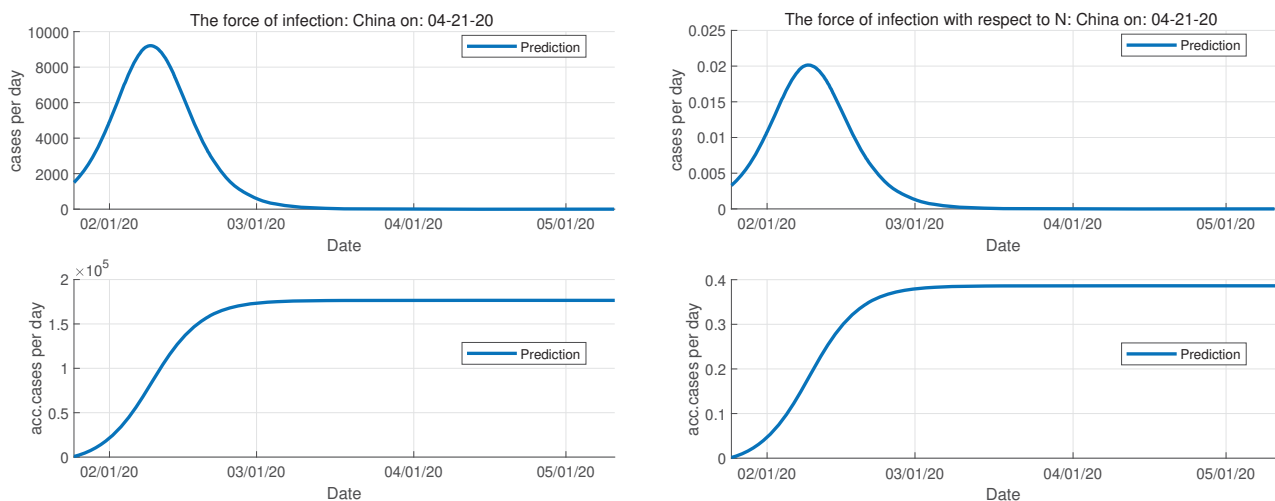 The force of infection: China on: 04-21-20
10000
8000
6000
4000
2000
0
cases per day
Prediction
02/01/20 03/01/20 04/01/20 05/01/20
Date
The force of infection with respect to N: China on: 04-21-20
0.025
0.02
0.015
0.01
0.005
0
cases per day
Prediction
02/01/20 03/01/20 04/01/20 05/01/20
Date
×10^5
2
1.5
1
0.5
0
acc.cases per day
Prediction
02/01/20 03/01/20 04/01/20 05/01/20
Date
0.4
0.3
0.2
0.1
0
acc.cases per day
Prediction
02/01/20 03/01/20 04/01/20 05/01/20
Date